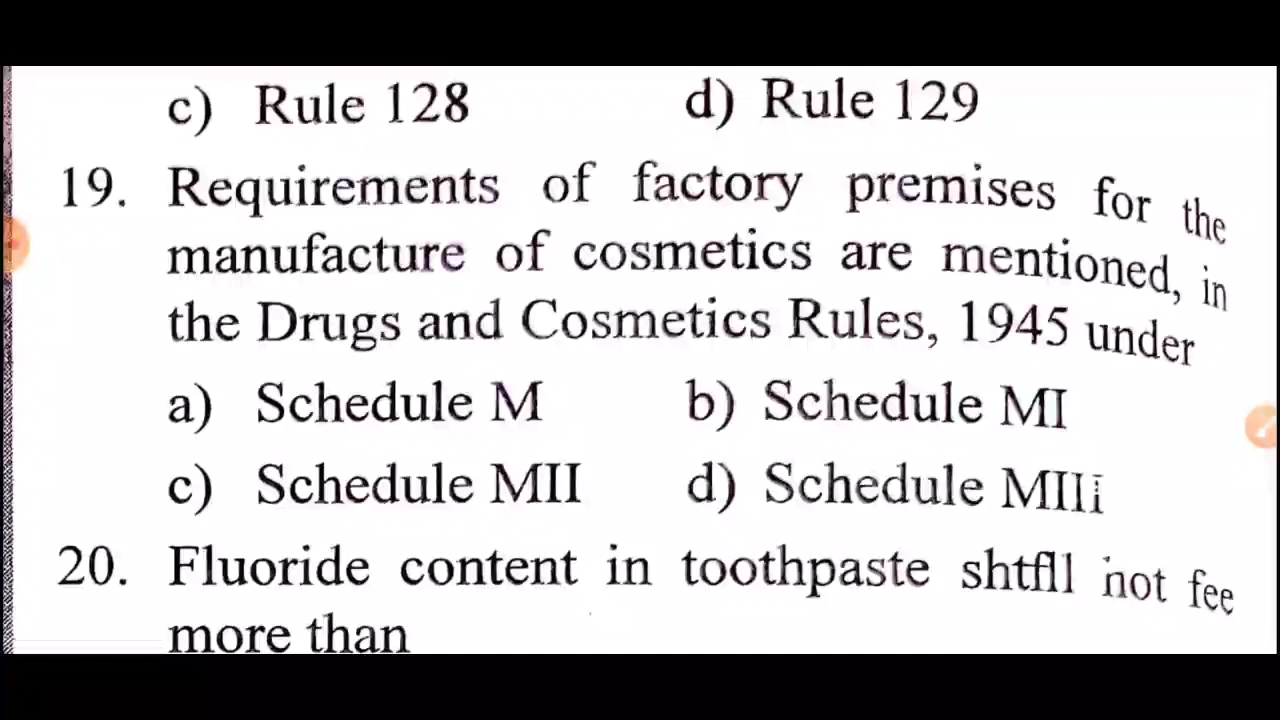 c) Rule 128 d) Rule 129
19. Requirements of factory premises for the
manufacture of cosmetics are mentioned, in
the Drugs and Cosmetics Rules, 1945 under
a) Schedule M b) Schedule MI
c) Schedule MII d) Schedule MIII
20. Fluoride content in toothpaste shtfll not fee
more than